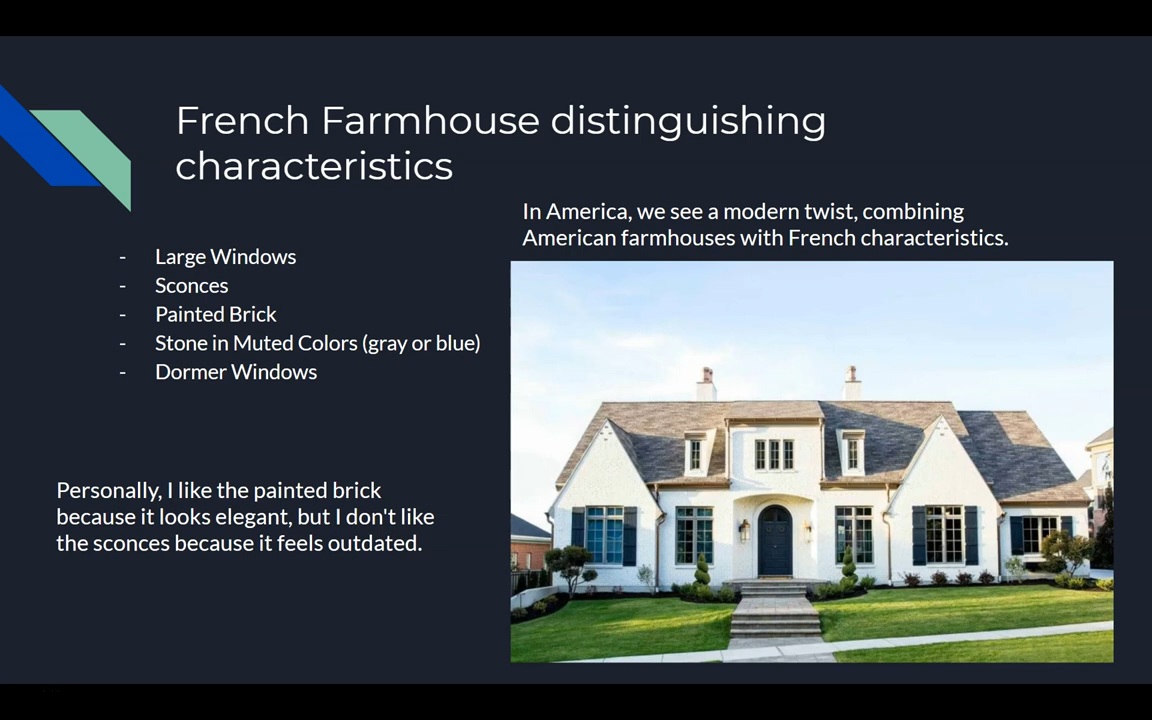 French Farmhouse distinguishing
characteristics
In America, we see a modern twist, combining
American farmhouses with French characteristics.
- Large Windows
- Sconces
- Painted Brick
- Stone in Muted Colors (gray or blue)
- Dormer Windows
Personally, I like the painted brick
because it looks elegant, but I don't like
the sconces because it feels outdated.